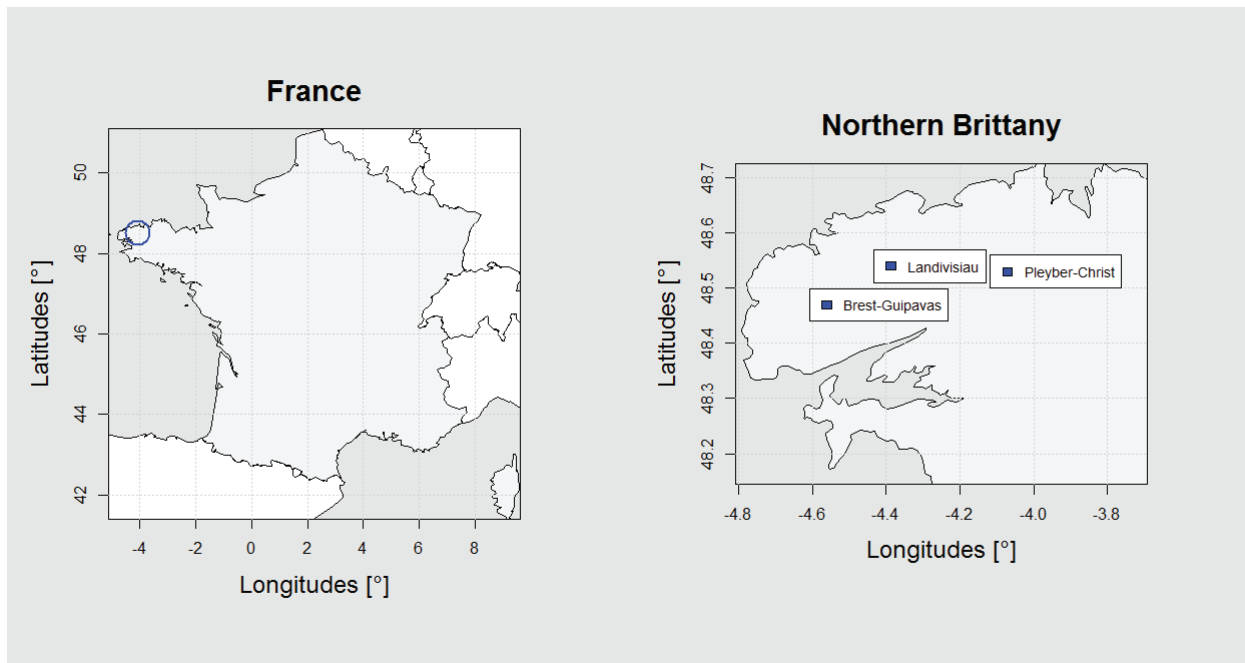 France
50
48
46
44
42
Latitudes [°]
-4 -2 0 2 4 6 8
Longitudes [°]
Northern Brittany
48.7
48.6
48.5
48.4
48.3
48.2
Latitudes [°]
Landivisiau
Pleyber-Christ
Brest-Guipavas
-4.8 -4.6 -4.4 -4.2 -4.0 -3.8
Longitudes [°]